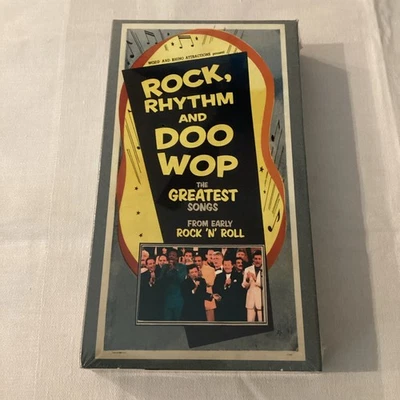 ROCK,
RHYTHM
AND
DOO
WOP
THE
GREATEST
SONGS
FROM EARLY
ROCK 'N' ROLL